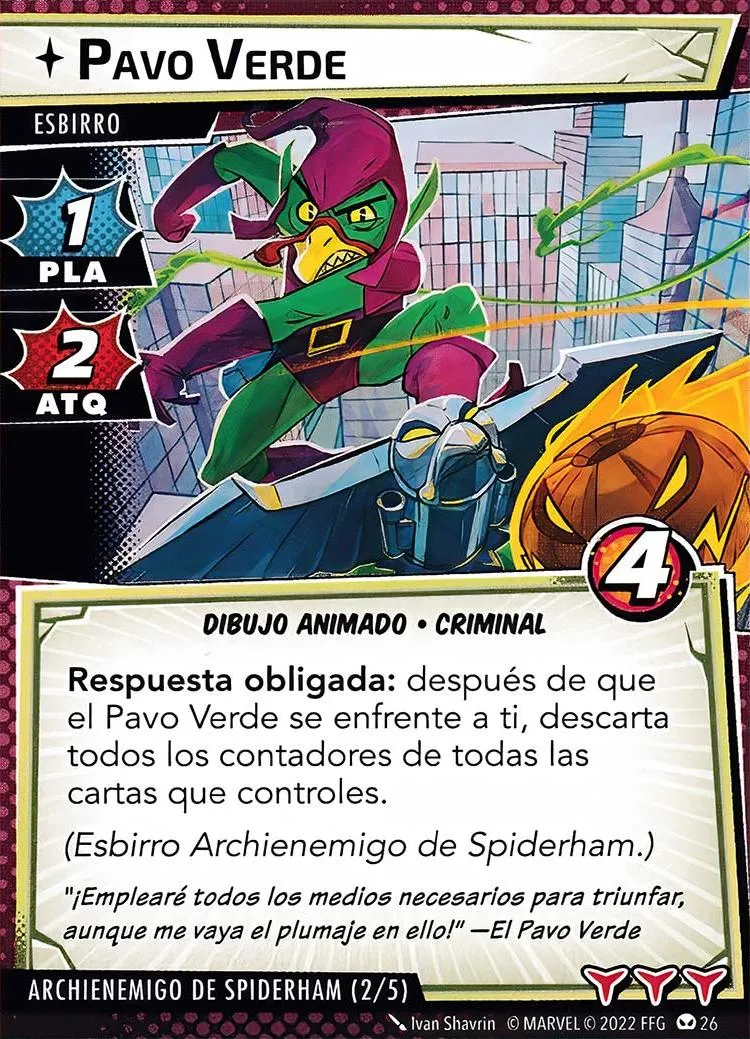 PAVO VERDE
ESBIRRO
1
PLA
2
ATQ
4
DIBUJO ANIMADO • CRIMINAL
Respuesta obligada: después de que
el Pavo Verde se enfrente a ti, descarta
todos los contadores de todas las
cartas que controles.
(Esbirro Archienemigo de Spiderham.)
"¡Emplearé todos los medios necesarios para triunfar,
aunque me vaya el plumaje en ello!" —El Pavo Verde
ARCHIENEMIGO DE SPIDERHAM (2/5)
Ivan Shavrin © MARVEL © 2022 FFG 26